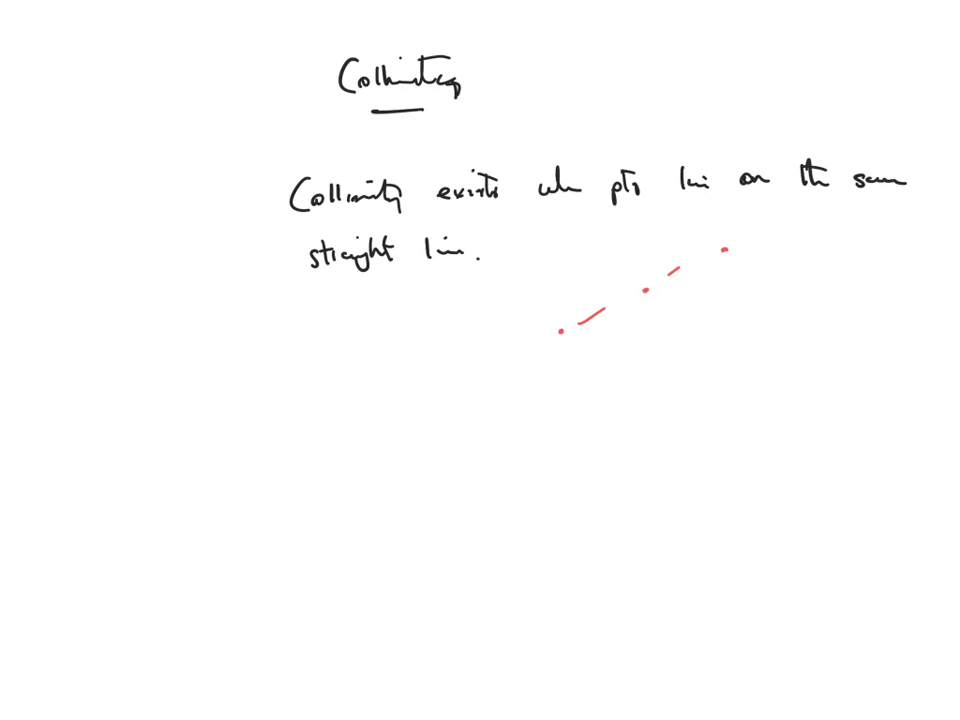 Collinearity
Collinearity exists when pts lie on the same
straight line.